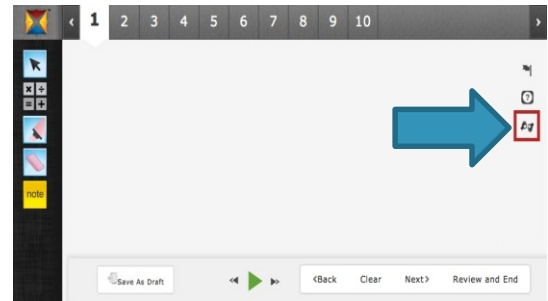 1 2 3 4 5 6 7 8 9 10
?
Ag
note
Save As Draft
<Back Clear Next> Review and End